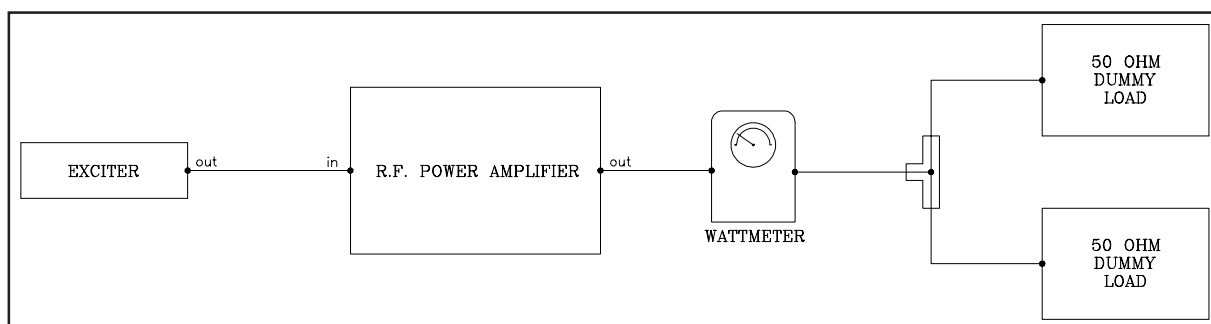 EXCITER
out
in
R.F. POWER AMPLIFIER
out
WATTMETER
50 OHM
DUMMY
LOAD
50 OHM
DUMMY
LOAD